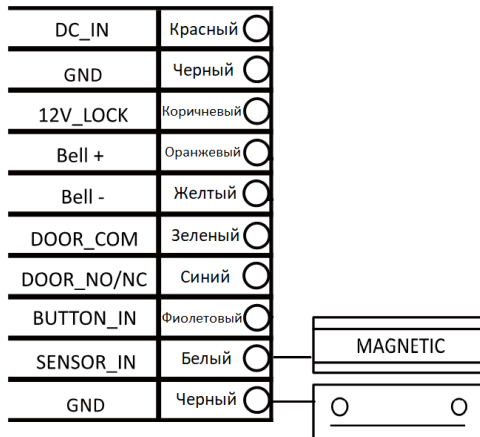 DC_IN Красный
GND Черный
12V_LOCK Коричневый
Bell + Оранжевый
Bell - Желтый
DOOR_COM Зеленый
DOOR_NO/NC Синий
BUTTON_IN Фиолетовый
SENSOR_IN Белый
MAGNETIC
GND Черный